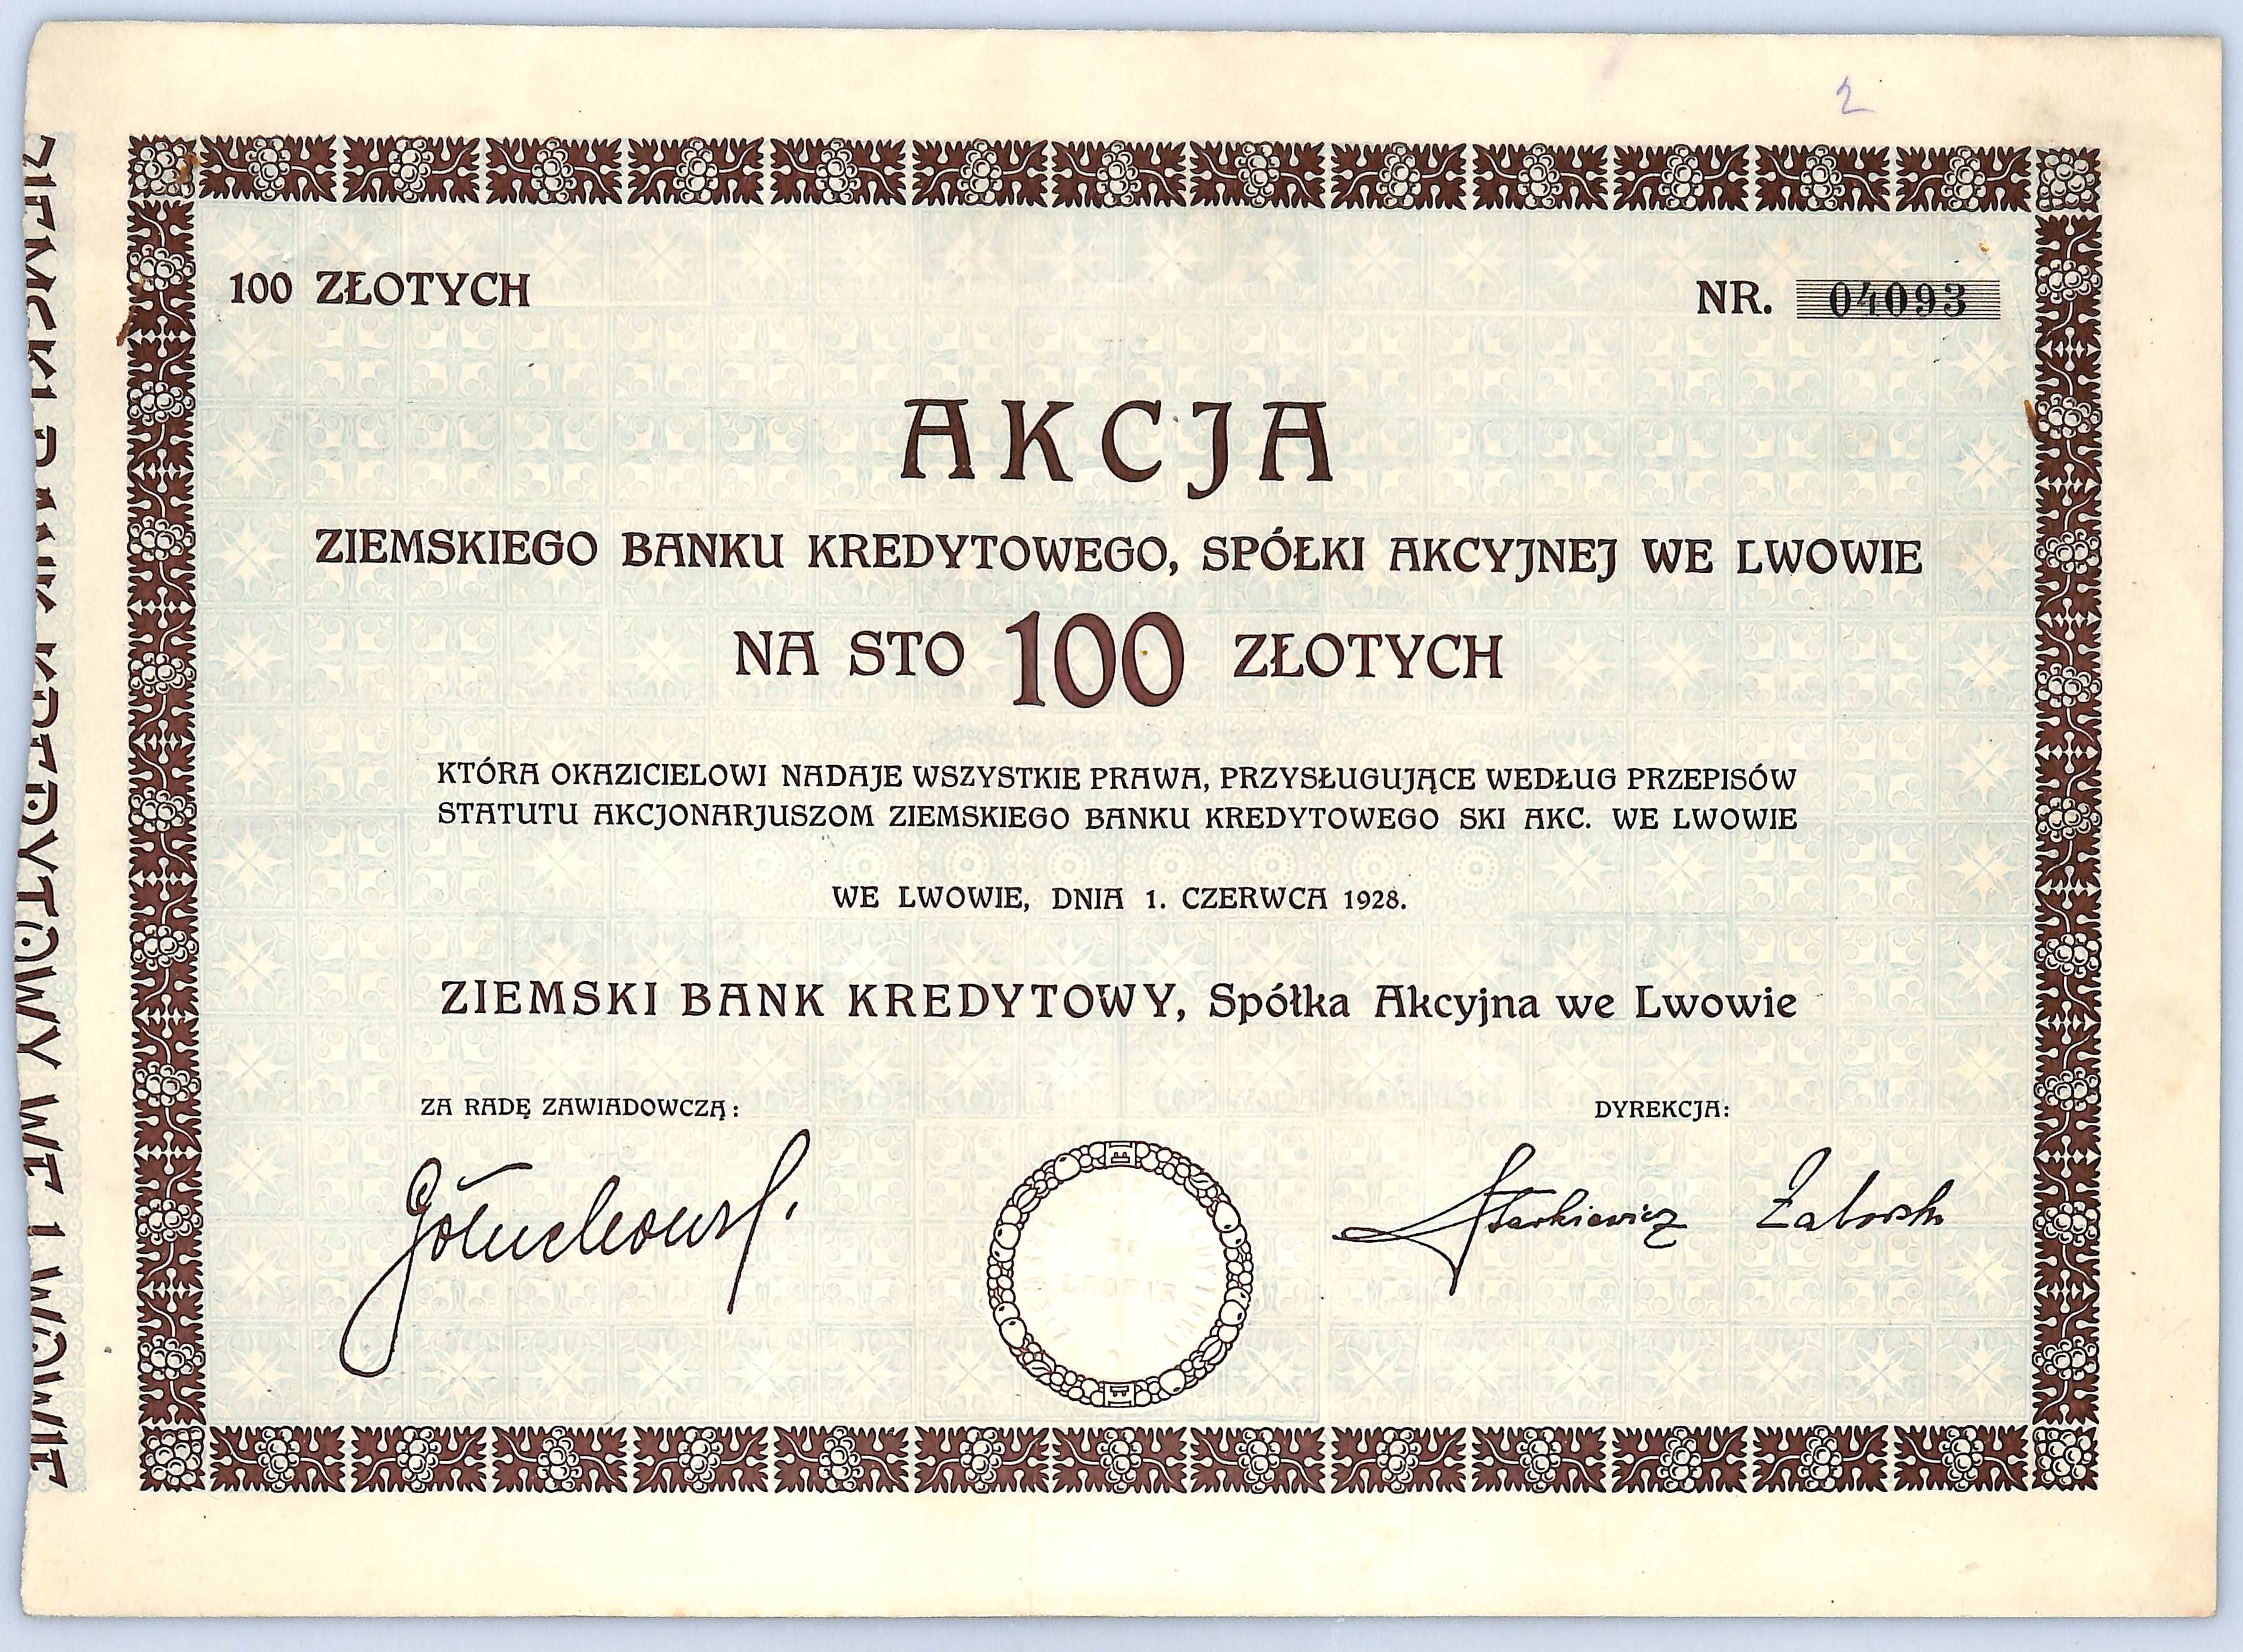 2
100 ZŁOTYCH
NR. 04093
AKCJA
ZIEMSKIEGO BANKU KREDYTOWEGO, SPÓŁKI AKCYJNEJ WE LWOWIE
NA STO 100 ZŁOTYCH
KTÓRA OKAZICIELOWI NADAJE WSZYSTKIE PRAWA, PRZYSŁUGUJĄCE WEDŁUG PRZEPISÓW
STATUTU AKCJONARJUSZOM ZIEMSKIEGO BANKU KREDYTOWEGO SKI AKC. WE LWOWIE
WE LWOWIE, DNIA 1. CZERWCA 1928.
ZIEMSKI BANK KREDYTOWY, Spółka Akcyjna we Lwowie
ZA RADĘ ZAWIADOWCZĄ:
DYREKCJA:
Gołuchowski
ZIEMSKI BANK KREDYTOWY WE LWOWIE